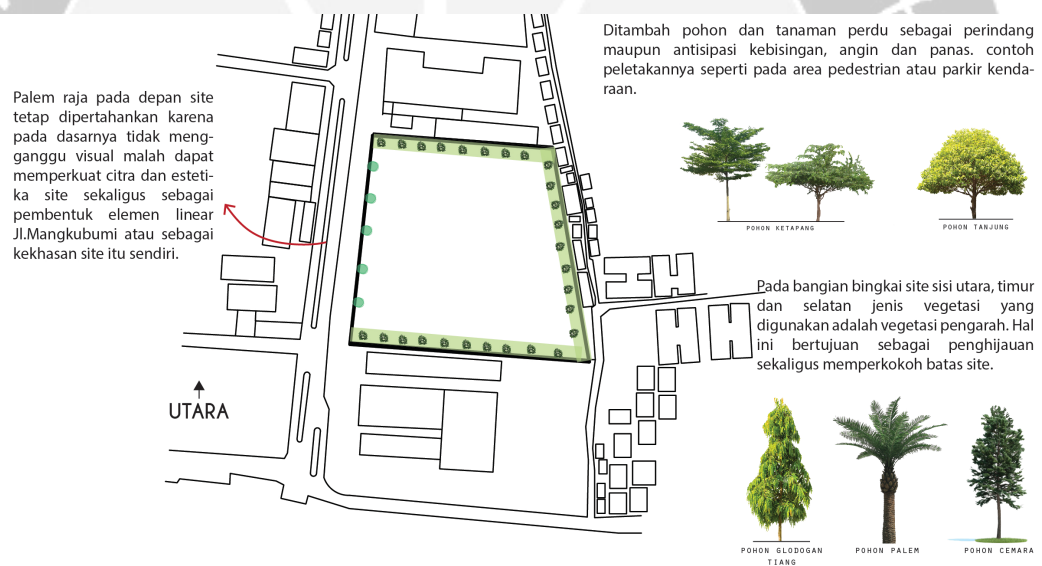 Ditambah pohon dan tanaman perdu sebagai perindang
maupun antisipasi kebisingan, angin dan panas. contoh
peletakannya seperti pada area pedestrian atau parkir kenda-
raan.
Palem raja pada depan site
tetap dipertahankan karena
pada dasarnya tidak meng-
ganggu visual malah dapat
memperkuat citra dan esteti-
ka site sekaligus sebagai
pembentuk elemen linear
Jl.Mangkubumi atau sebagai
kekhasan site itu sendiri.
POHON KETAPANG
POHON TANJUNG
Pada bangian bingkai site sisi utara, timur
dan selatan jenis vegetasi yang
digunakan adalah vegetasi pengarah. Hal
ini bertujuan sebagai penghijauan
sekaligus memperkokoh batas site.
UTARA
POHON GLODOGAN
TIANG
POHON PALEM
POHON CEMARA